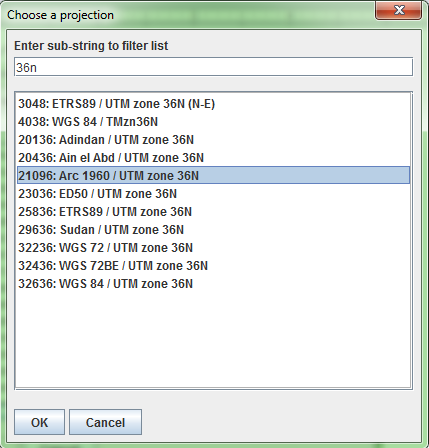 Choose a projection
Enter sub-string to filter list
36n
3048: ETRS89 / UTM zone 36N (N-E)
4038: WGS 84 / TMzn36N
20136: Adindan / UTM zone 36N
20436: Ain el Abd / UTM zone 36N
21096: Arc 1960 / UTM zone 36N
23036: ED50 / UTM zone 36N
25836: ETRS89 / UTM zone 36N
29636: Sudan / UTM zone 36N
32236: WGS 72 / UTM zone 36N
32436: WGS 72BE / UTM zone 36N
32636: WGS 84 / UTM zone 36N
OK Cancel